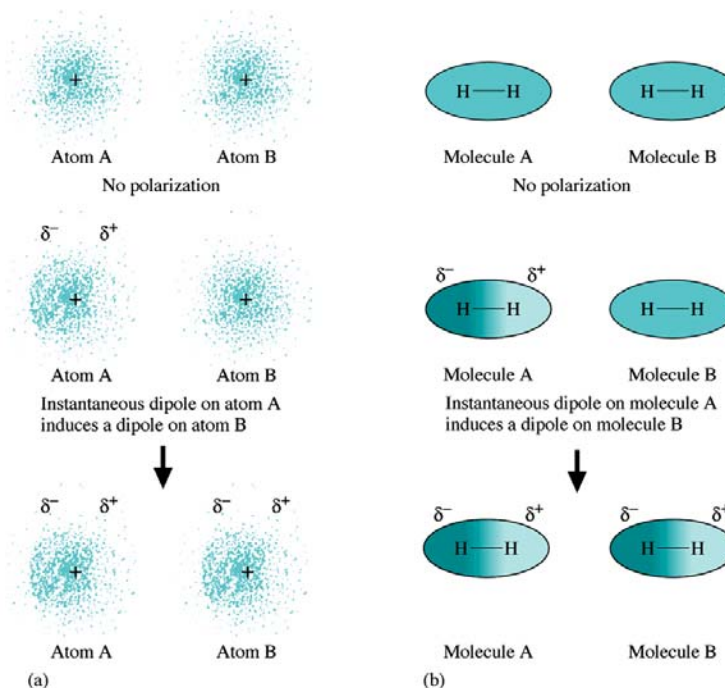 +
+
Atom A
Atom B
No polarization
δ− δ+
+
+
Atom A
Atom B
Instantaneous dipole on atom A
induces a dipole on atom B
δ− δ+
δ− δ+
+
+
Atom A
Atom B
(a)
H—H
H—H
Molecule A
Molecule B
No polarization
δ− δ+
H—H
H—H
Molecule A
Molecule B
Instantaneous dipole on molecule A
induces a dipole on molecule B
δ− δ+
δ− δ+
H—H
H—H
Molecule A
Molecule B
(b)